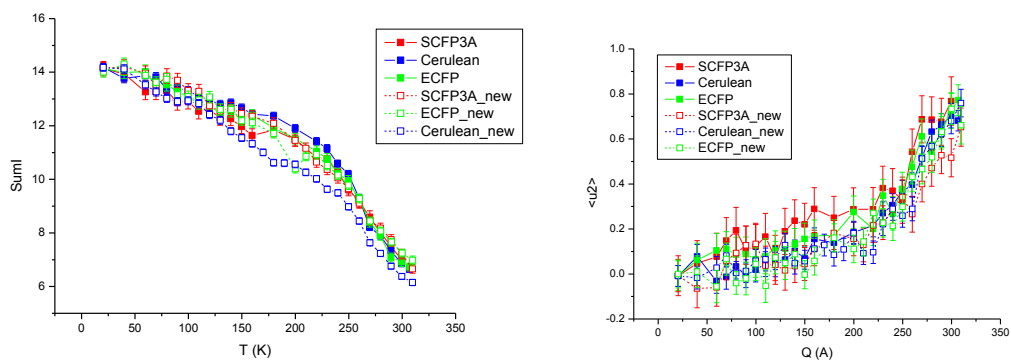 16
14
12
10
8
6
SumI
0
50
100
150
200
250
300
350
T (K)
SCFP3A
Cerulean
ECFP
SCFP3A_new
ECFP_new
Cerulean_new
1.0
0.8
0.6
0.4
0.2
0.0
-0.2
<u2>
0
50
100
150
200
250
300
350
Q (A)
SCFP3A
Cerulean
ECFP
SCFP3A_new
Cerulean_new
ECFP_new